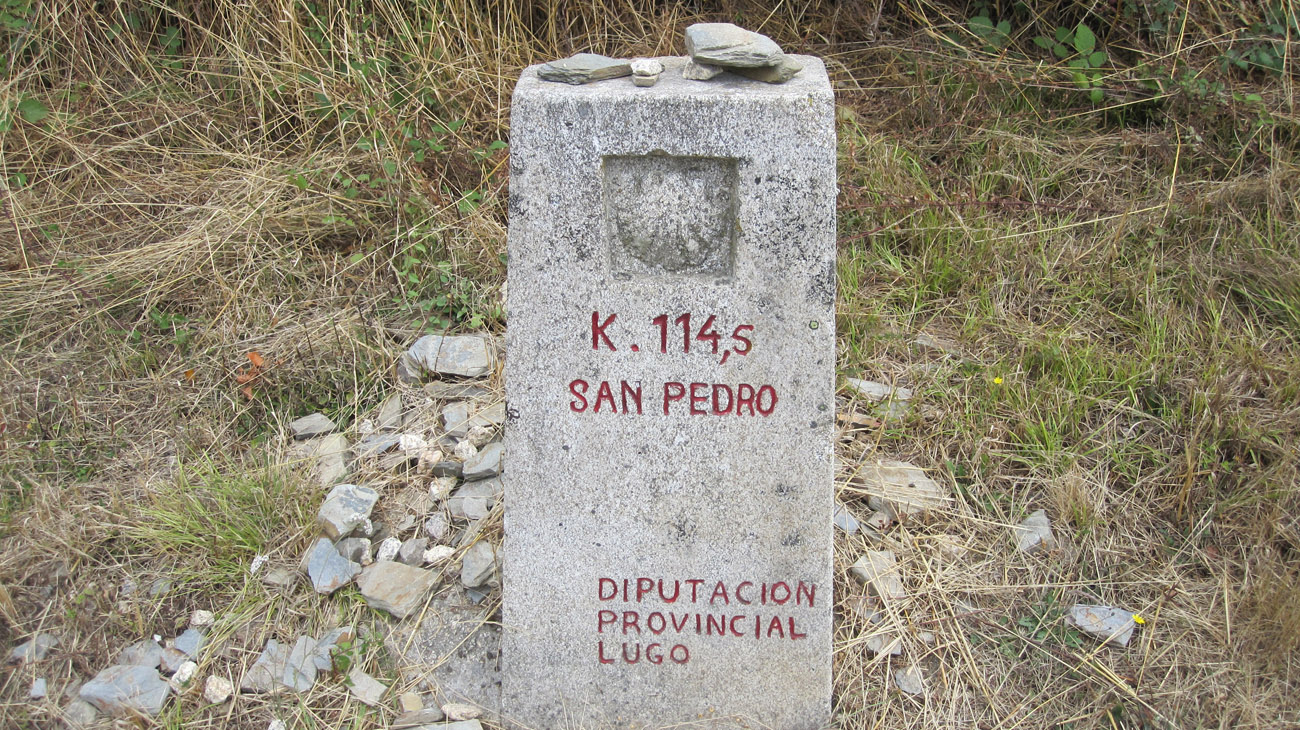 K. 114,5
SAN PEDRO
DIPUTACION
PROVINCIAL
LUGO